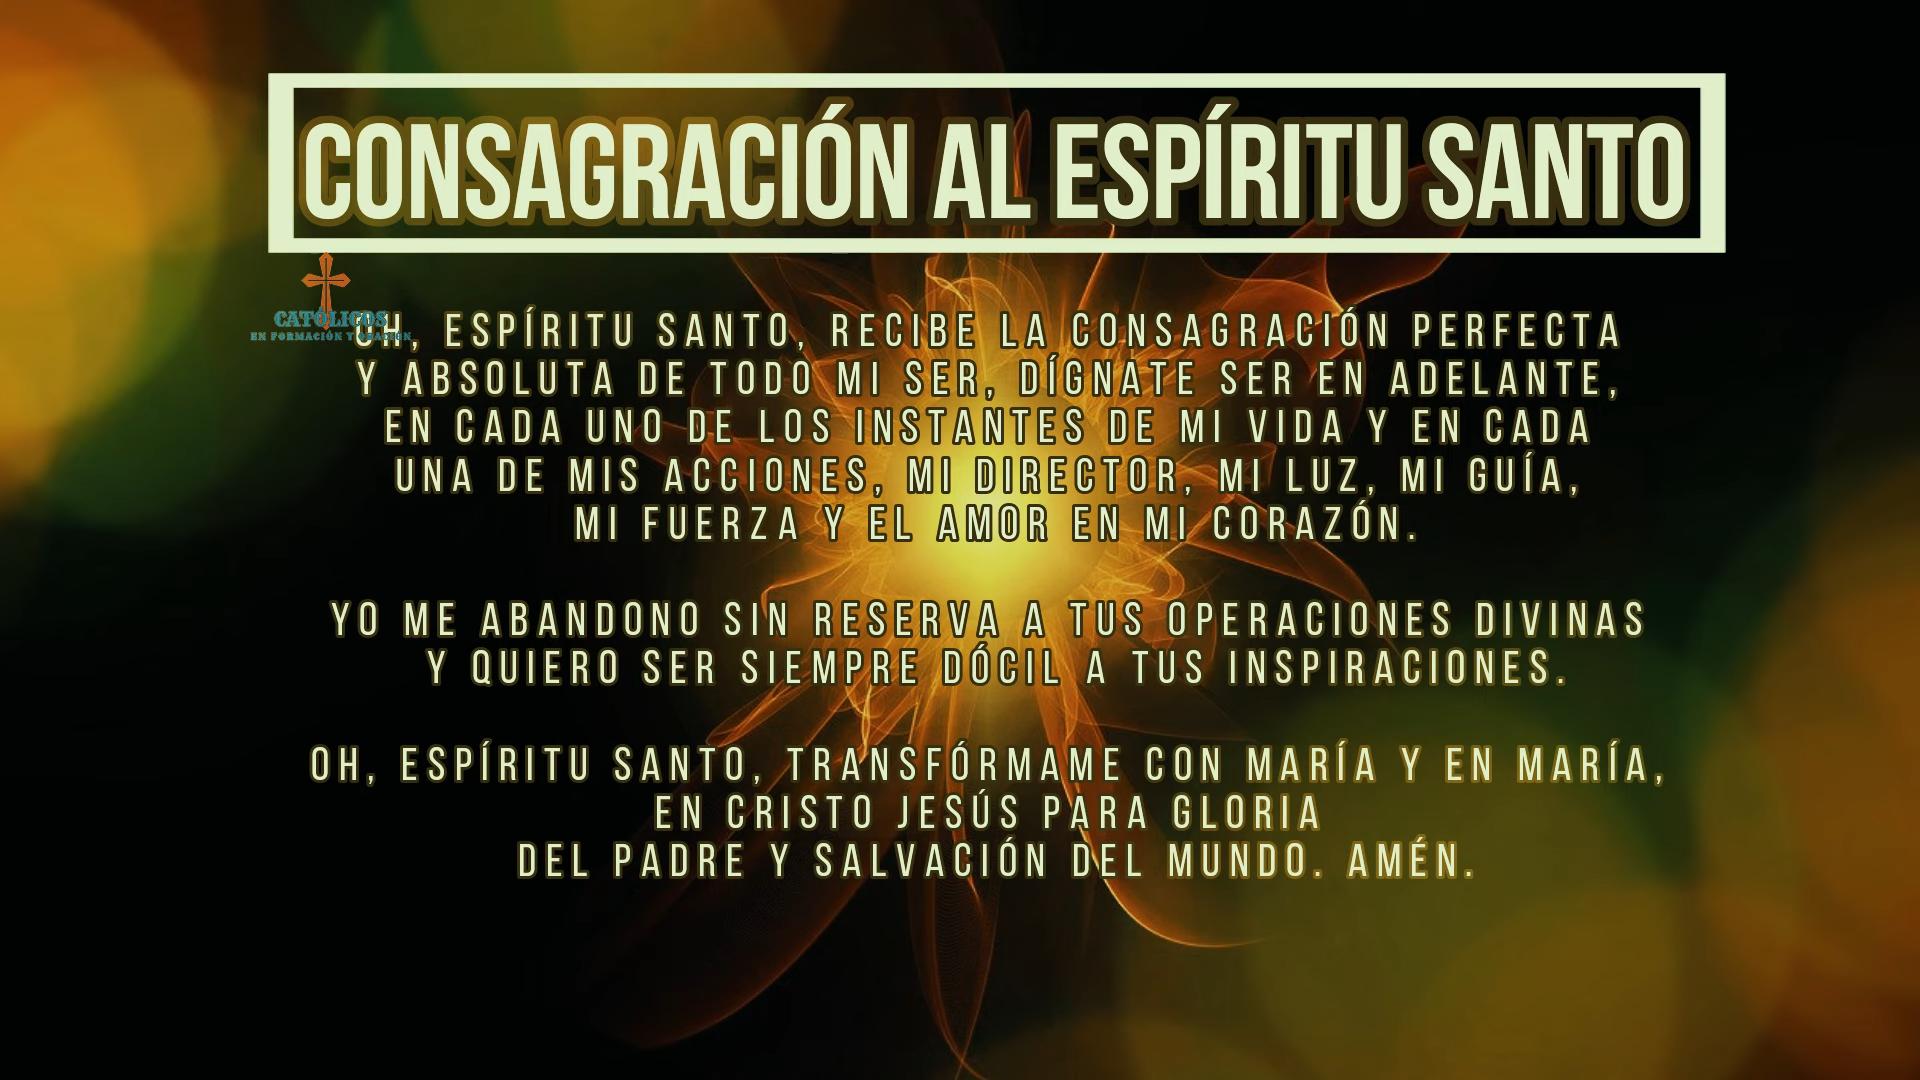 CONSAGRACIÓN AL ESPÍRITU SANTO
CATÓLICOS
EN FORMACIÓN Y ORACIÓN
OH, ESPÍRITU SANTO, RECIBE LA CONSAGRACIÓN PERFECTA
Y ABSOLUTA DE TODO MI SER, DÍGNATE SER EN ADELANTE,
EN CADA UNO DE LOS INSTANTES DE MI VIDA Y EN CADA
UNA DE MIS ACCIONES, MI DIRECTOR, MI LUZ, MI GUÍA,
MI FUERZA Y EL AMOR EN MI CORAZÓN.
YO ME ABANDONO SIN RESERVA A TUS OPERACIONES DIVINAS
Y QUIERO SER SIEMPRE DÓCIL A TUS INSPIRACIONES.
OH, ESPÍRITU SANTO, TRANSFÓRMAME CON MARÍA Y EN MARÍA,
EN CRISTO JESÚS PARA GLORIA
DEL PADRE Y SALVACIÓN DEL MUNDO. AMÉN.